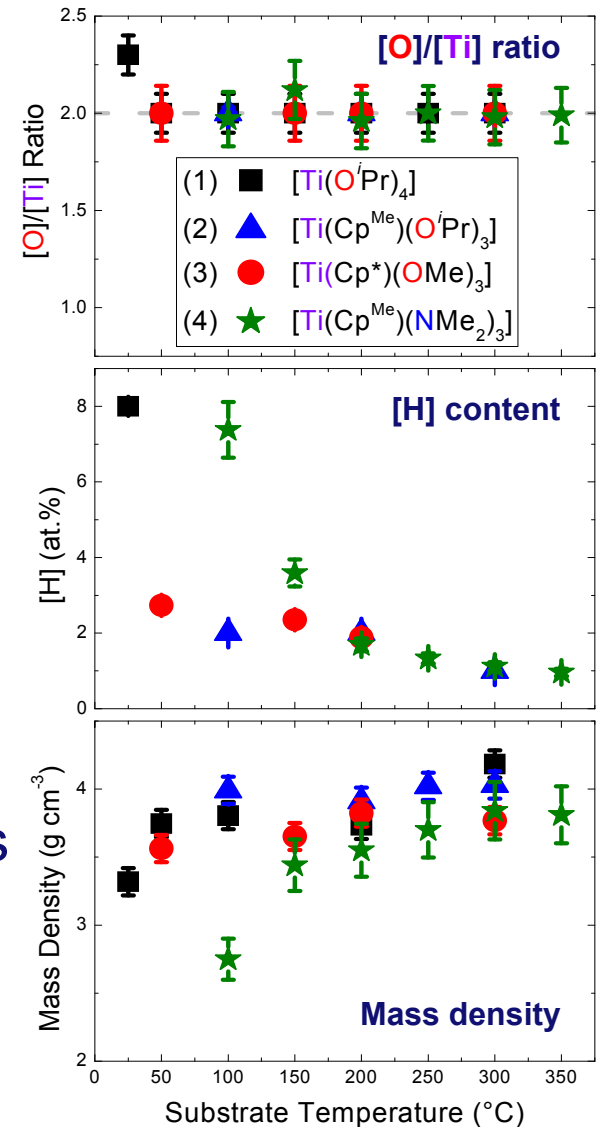 [O]/[Ti] ratio
[O]/[Ti] Ratio
2.5
2.0
1.5
1.0
(1) [Ti(OⁱPr)₄]
(2) [Ti(Cpᴹᵉ)(OⁱPr)₃]
(3) [Ti(Cp*)(OMe)₃]
(4) [Ti(Cpᴹᵉ)(NMe₂)₃]
[H] content
[H] (at.%)
8
6
4
2
0
Mass Density (g cm⁻³)
4
3
2
Mass density
0 50 100 150 200 250 300 350
Substrate Temperature (°C)